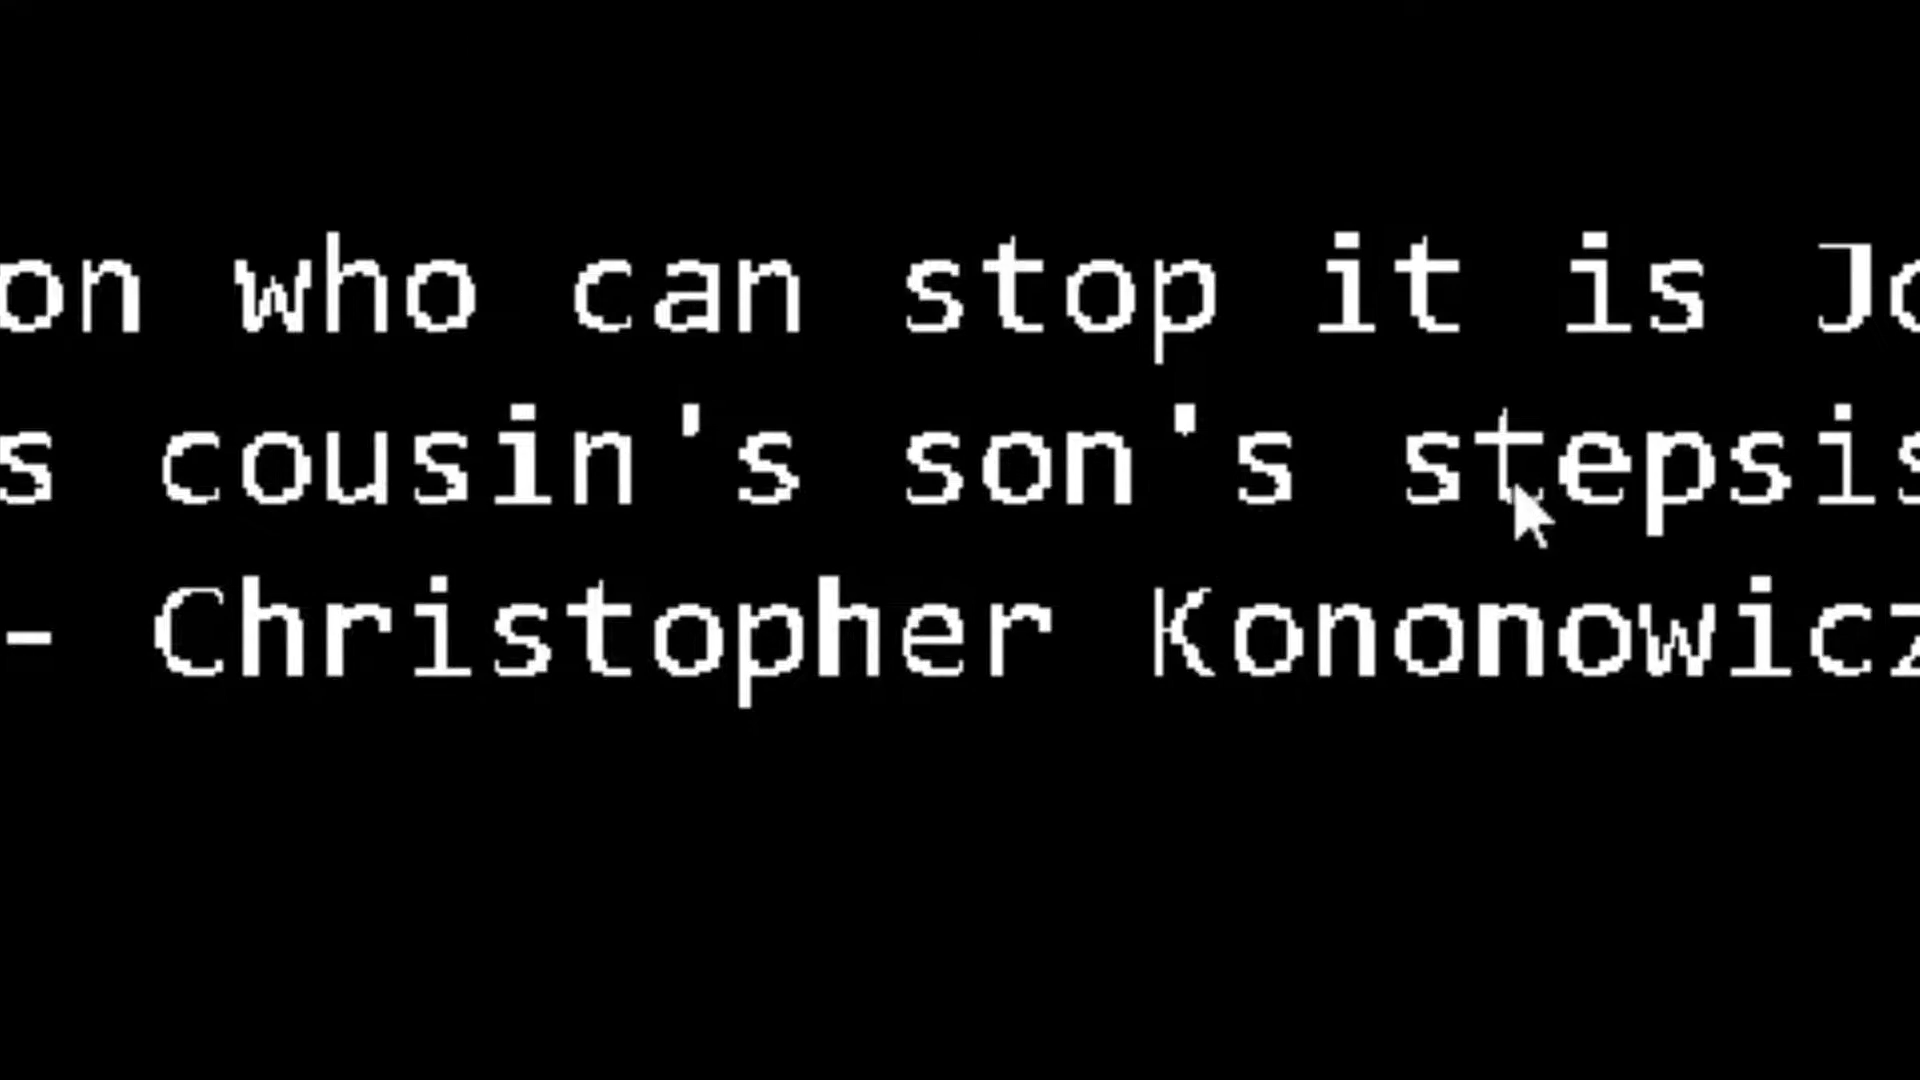 on who can stop it is Jo
s cousin's son's stepsis
- Christopher Kononowicz